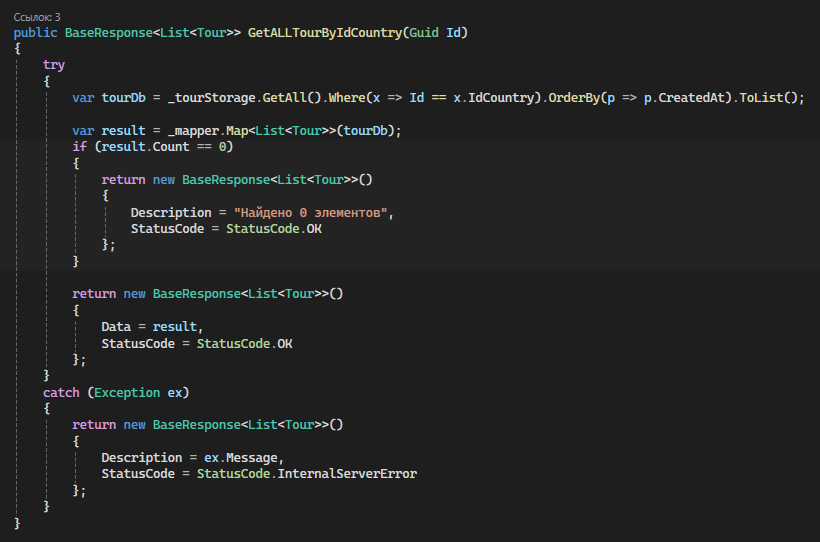 Ссылок: 3
public BaseResponse<List<Tour>> GetALLTourByIdCountry(Guid Id)
{
    try
    {
        var tourDb = _tourStorage.GetAll().Where(x => Id == x.IdCountry).OrderBy(p => p.CreatedAt).ToList();

        var result = _mapper.Map<List<Tour>>(tourDb);
        if (result.Count == 0)
        {
            return new BaseResponse<List<Tour>>()
            {
                Description = "Найдено 0 элементов",
                StatusCode = StatusCode.OK
            };
        }

        return new BaseResponse<List<Tour>>()
        {
            Data = result,
            StatusCode = StatusCode.OK
        };
    }
    catch (Exception ex)
    {
        return new BaseResponse<List<Tour>>()
        {
            Description = ex.Message,
            StatusCode = StatusCode.InternalServerError
        };
    }
}